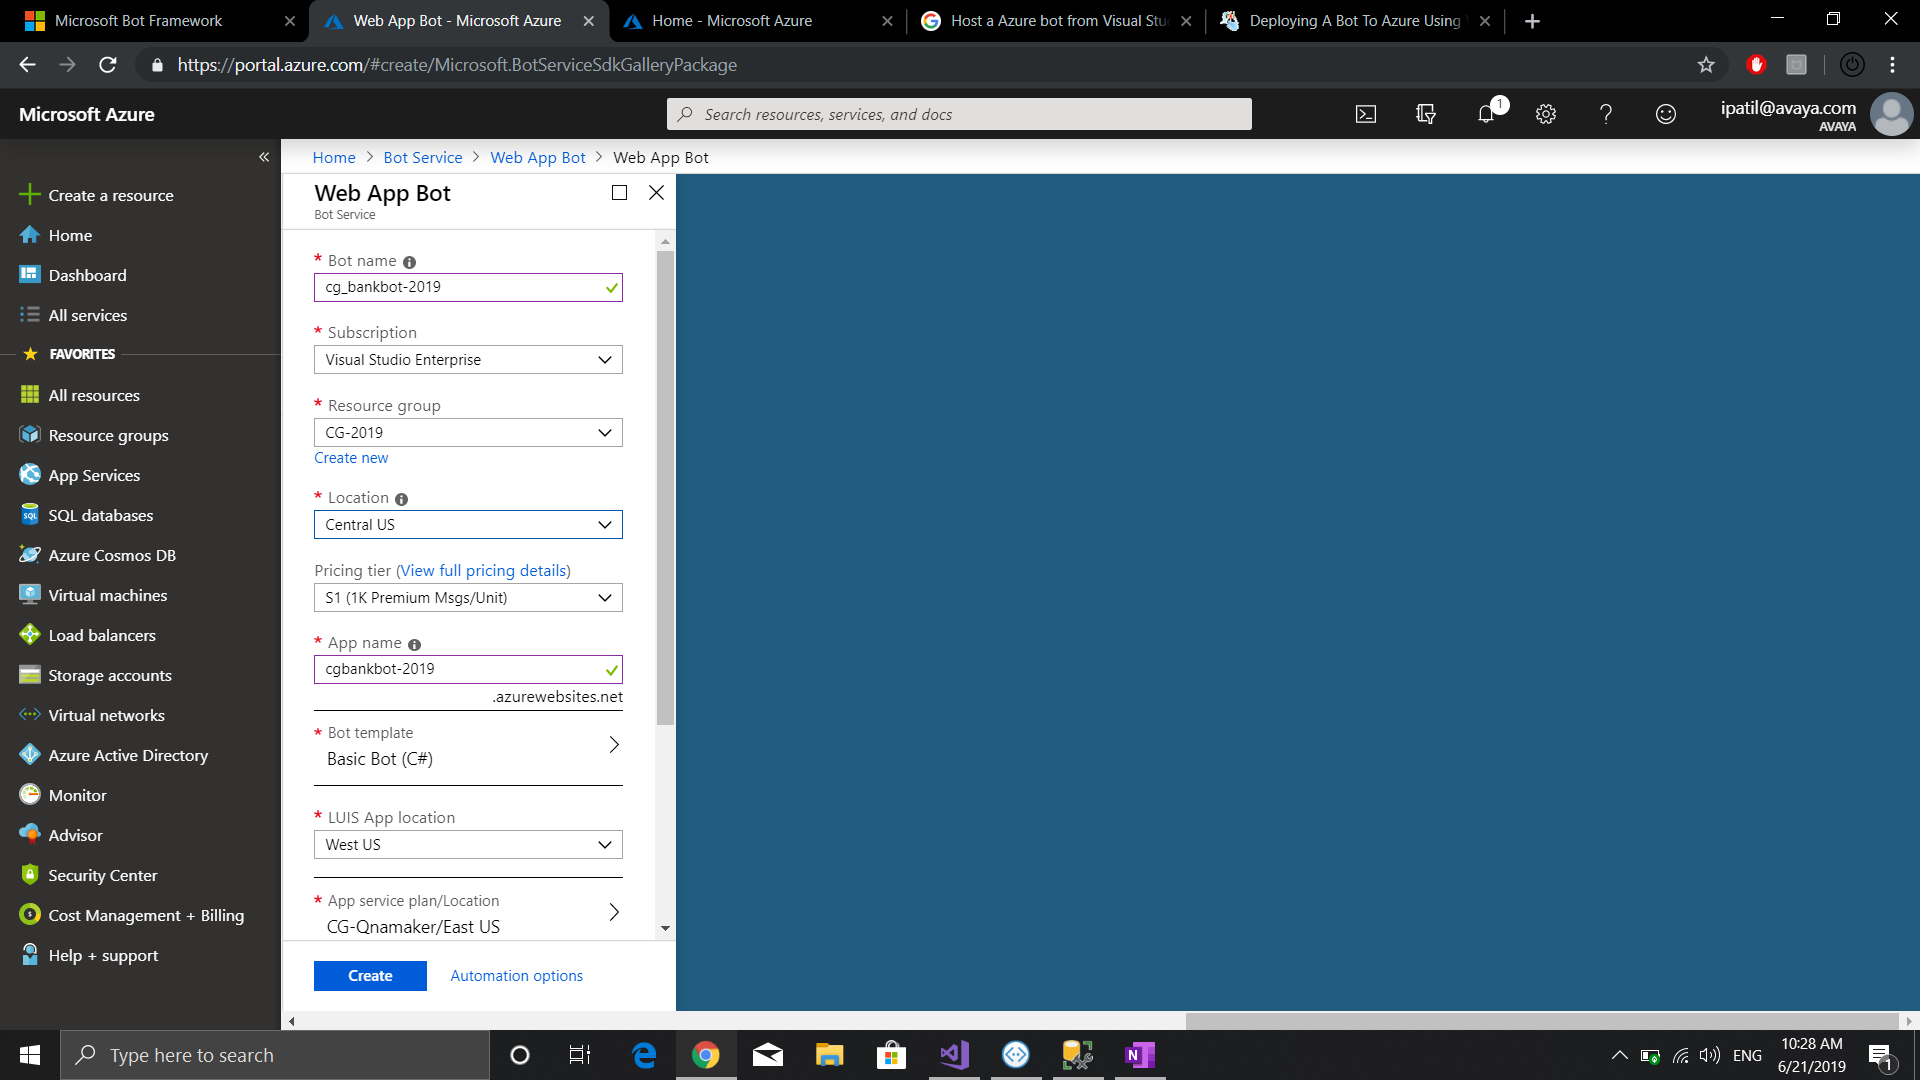 Microsoft Bot Framework
Web App Bot - Microsoft Azure
Home - Microsoft Azure
Host a Azure bot from Visual Stu
Deploying A Bot To Azure Using
https://portal.azure.com/#create/Microsoft.BotServiceSdkGalleryPackage
Microsoft Azure
Search resources, services, and docs
1
ipatil@avaya.com
AVAYA
Create a resource
Home
Dashboard
All services
FAVORITES
All resources
Resource groups
App Services
SQL
SQL databases
Azure Cosmos DB
Virtual machines
Load balancers
Storage accounts
Virtual networks
Azure Active Directory
Monitor
Advisor
Security Center
Cost Management + Billing
Help + support
Home > Bot Service > Web App Bot > Web App Bot
Web App Bot
Bot Service
* Bot name
cg_bankbot-2019
* Subscription
Visual Studio Enterprise
* Resource group
CG-2019
Create new
* Location
Central US
Pricing tier (View full pricing details)
S1 (1K Premium Msgs/Unit)
* App name
cgbankbot-2019
.azurewebsites.net
* Bot template
Basic Bot (C#)
* LUIS App location
West US
* App service plan/Location
CG-Qnamaker/East US
Create
Automation options
Type here to search
ENG
10:28 AM
6/21/2019
1